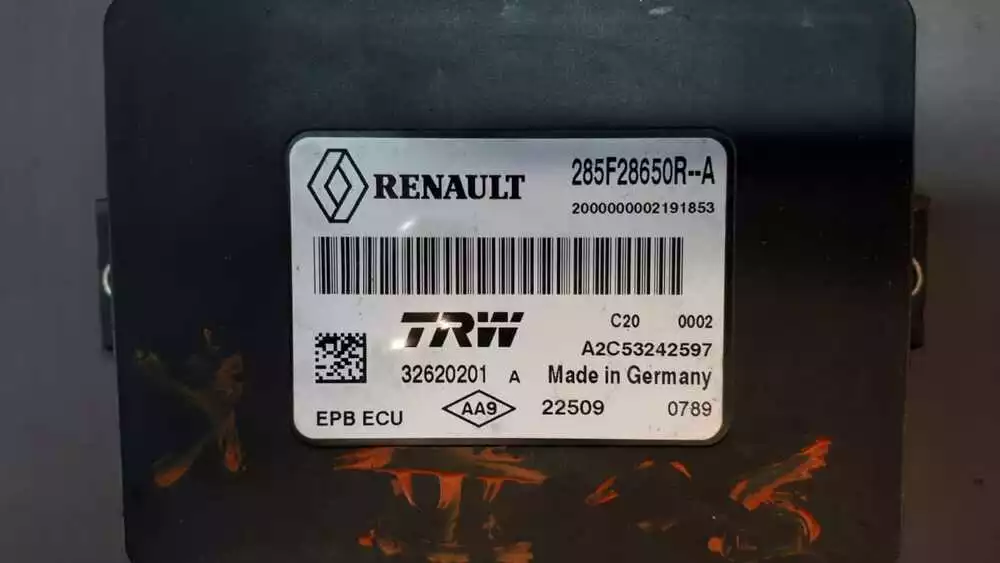 RENAULT
285F28650R--A
2000000002191853
TRW
C20 0002
A2C53242597
32620201 A Made in Germany
EPB ECU AA9 22509 0789